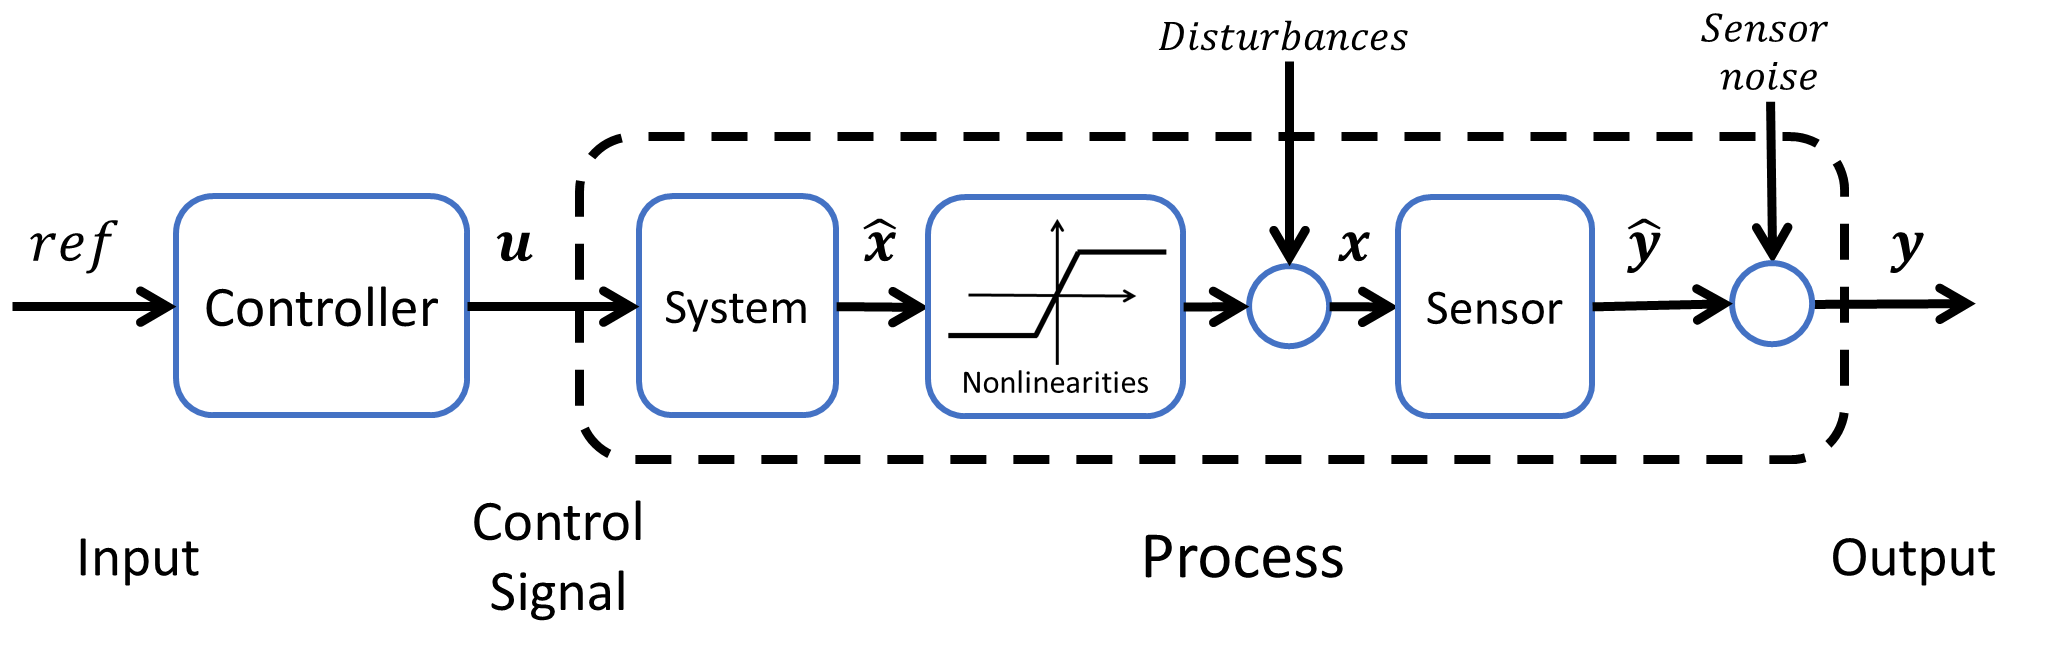 Disturbances
Sensor
noise
ref
Controller
u
System
x̂
Nonlinearities
x
Sensor
ŷ
y
Input
Control
Signal
Process
Output